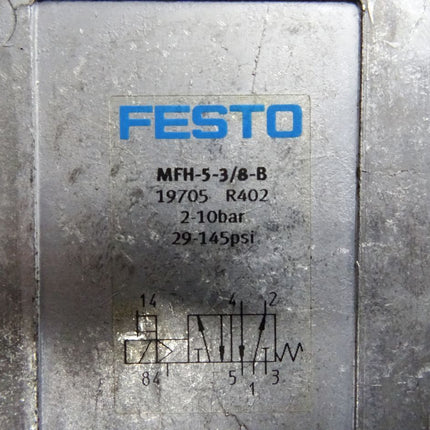 FESTO
MFH-5-3/8-B
19705 R402
2-10bar
29-145psi
14 4 2
84 5 3
1